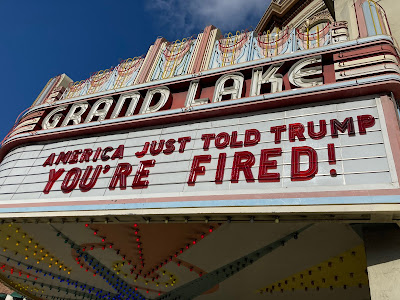 GRAND LAKE
AMERICA JUST TOLD TRUMP
YOU'RE FIRED!